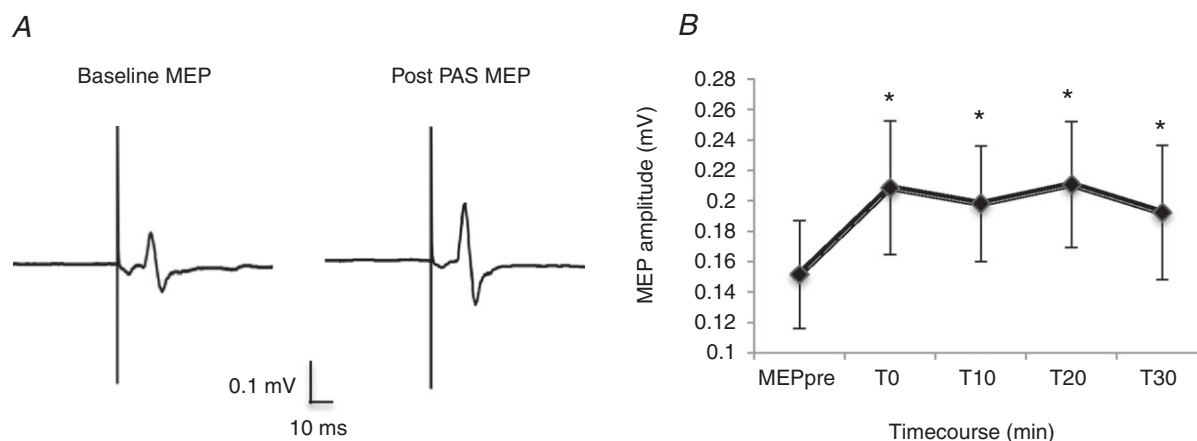 A
Baseline MEP
Post PAS MEP
0.1 mV
10 ms
B
MEP amplitude (mV)
0.28
0.26
0.24
0.22
0.2
0.18
0.16
0.14
0.12
0.1
* * * *
MEPpre T0 T10 T20 T30
Timecourse (min)